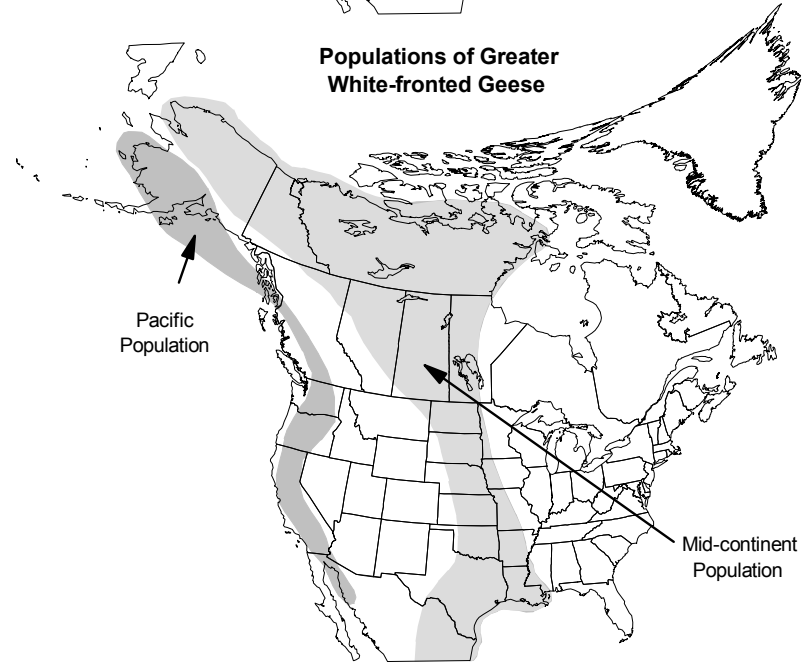 Populations of Greater
White-fronted Geese
Pacific
Population
Mid-continent
Population